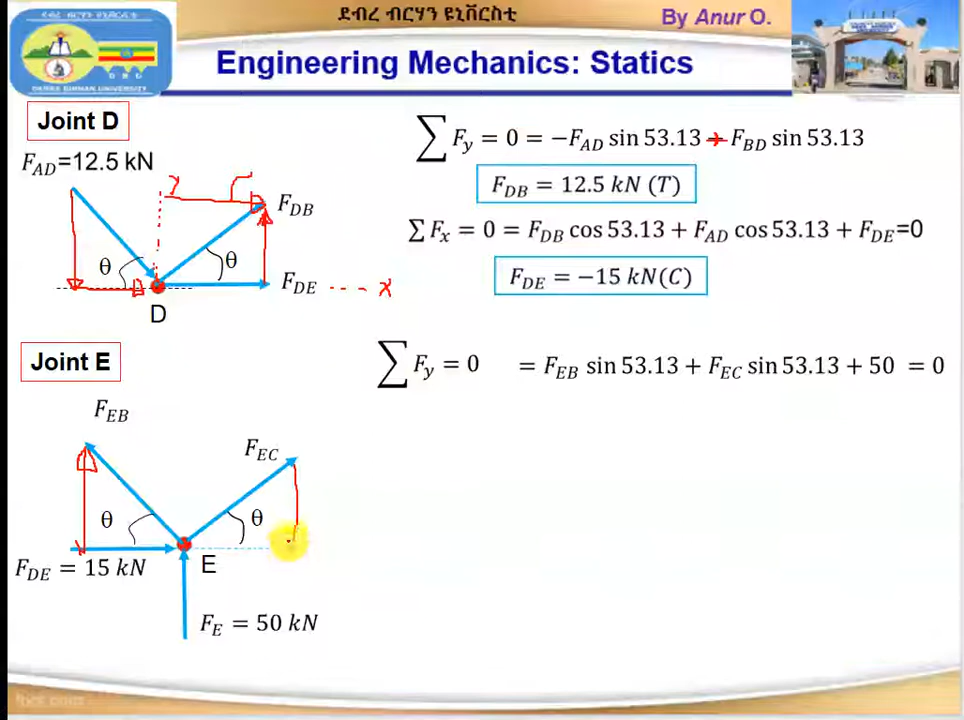 ደብረ ብርሃን ዩኒቨርስቲ
By Anur O.
Engineering Mechanics: Statics
Joint D
F_AD=12.5 kN
F_DB
θ
θ
F_DE
x
D
∑ F_y = 0 = −F_AD sin 53.13 + F_BD sin 53.13
F_DB = 12.5 kN (T)
∑ F_x = 0 = F_DB cos 53.13 + F_AD cos 53.13 + F_DE=0
F_DE = −15 kN(C)
Joint E
∑ F_y = 0 = F_EB sin 53.13 + F_EC sin 53.13 + 50 = 0
F_EB
F_EC
θ
θ
E
F_DE = 15 kN
F_E = 50 kN